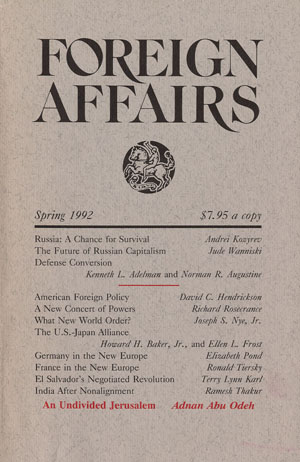 FOREIGN
AFFAIRS
Spring 1992 $7.95 a copy
Russia: A Chance for Survival Andrei Kozyrev
The Future of Russian Capitalism Jude Wanniski
Defense Conversion
Kenneth L. Adelman and Norman R. Augustine
American Foreign Policy David C. Hendrickson
A New Concert of Powers Richard Rosecrance
What New World Order? Joseph S. Nye, Jr.
The U.S.-Japan Alliance
Howard H. Baker, Jr., and Ellen L. Frost
Germany in the New Europe Elizabeth Pond
France in the New Europe Ronald Tiersky
El Salvador's Negotiated Revolution Terry Lynn Karl
India After Nonalignment Ramesh Thakur
An Undivided Jerusalem Adnan Abu Odeh